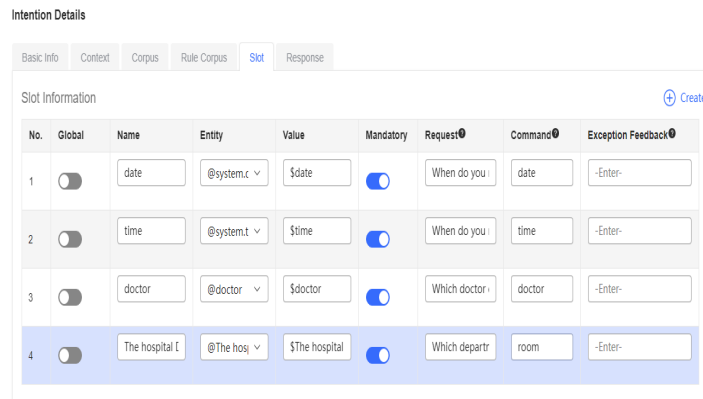 Intention Details
Basic Info Context Corpus Rule Corpus Slot Response
Slot Information Create
No. Global Name Entity Value Mandatory Request Command Exception Feedback
1 date @system. $date When do you date -Enter-
2 time @system.t $time When do you time -Enter-
3 doctor @doctor $doctor Which doctor doctor -Enter-
4 The hospital @The hos $The hospital Which departr room -Enter-